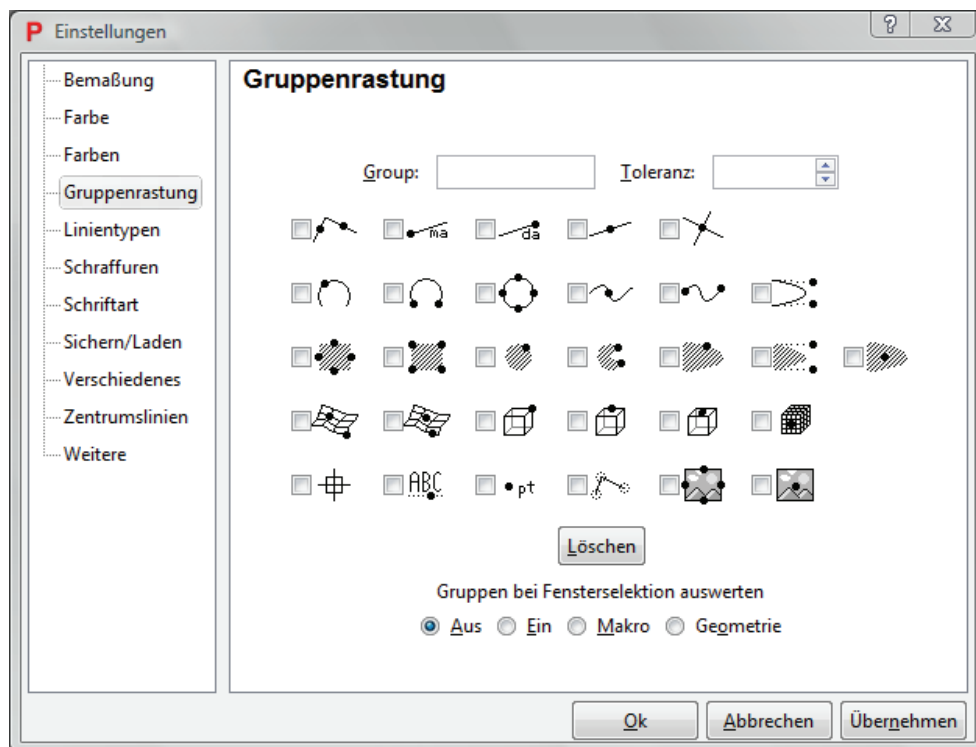 P Einstellungen
Bemaßung
Farbe
Farben
Gruppenrastung
Linientypen
Schraffuren
Schriftart
Sichern/Laden
Verschiedenes
Zentrumslinien
Weitere
Gruppenrastung
Group: Toleranz:
ma da
ABC pt
Löschen
Gruppen bei Fensterselektion auswerten
Aus Ein Makro Geometrie
Ok Abbrechen Übernehmen